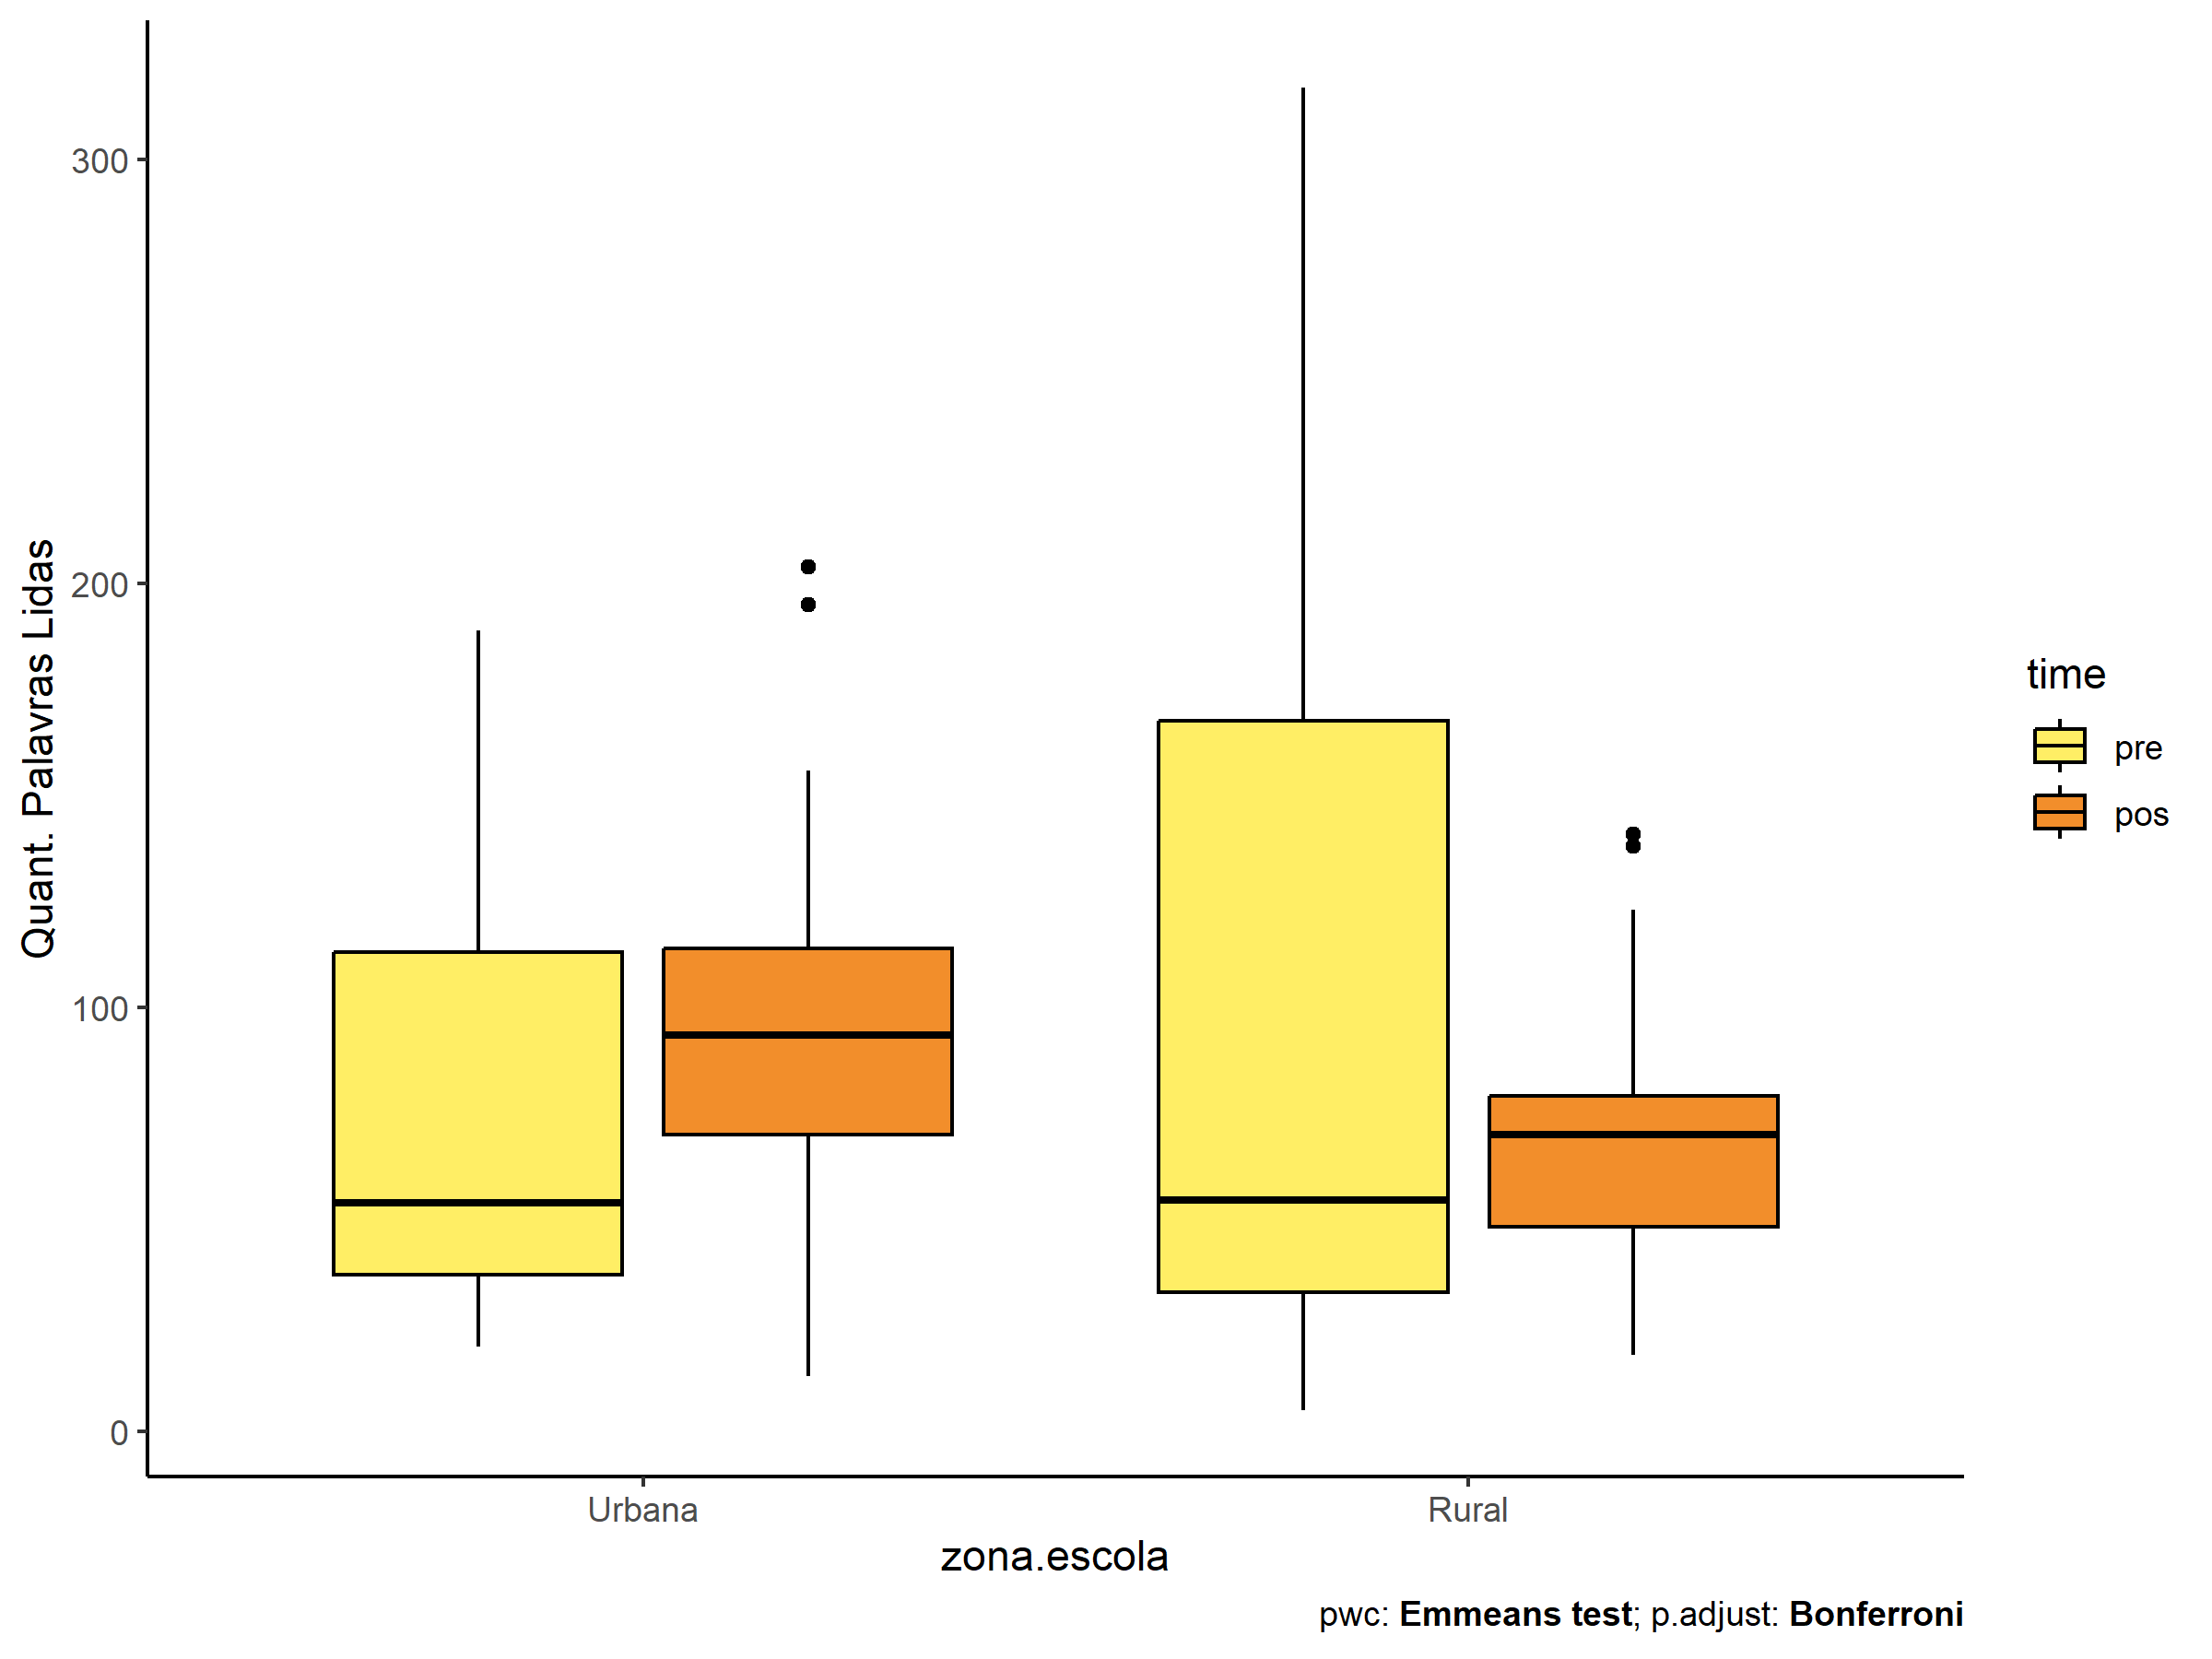 Quant. Palavras Lidas
300
200
100
0
Urbana
Rural
zona.escola
time
pre
pos
pwc: Emmeans test; p.adjust: Bonferroni